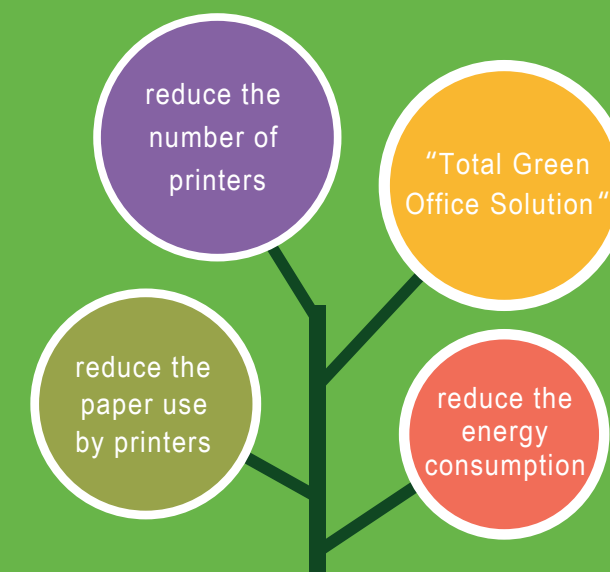 reduce the
number of
printers
"Total Green
Office Solution"
reduce the
paper use
by printers
reduce the
energy
consumption